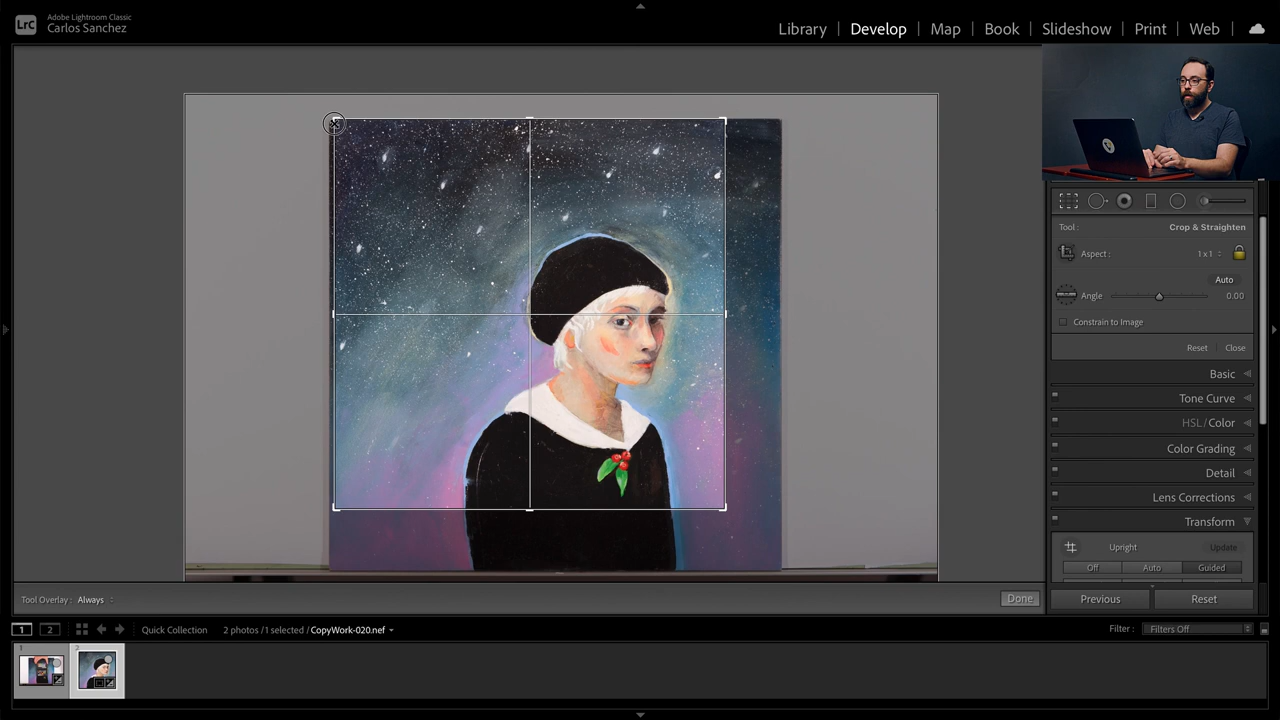 LrC
Adobe Lightroom Classic
Carlos Sanchez
Library | Develop | Map | Book | Slideshow | Print | Web
Tool : Crop & Straighten
Aspect : 1 x 1
Auto
Angle 0.00
Constrain to Image
Reset Close
Basic
Tone Curve
HSL / Color
Color Grading
Detail
Lens Corrections
Transform
Upright Update
Off Auto Guided
Tool Overlay : Always
Done
Previous Reset
1 2 Quick Collection 2 photos / 1 selected / CopyWork-020.nef
Filter : Filters Off
1
2